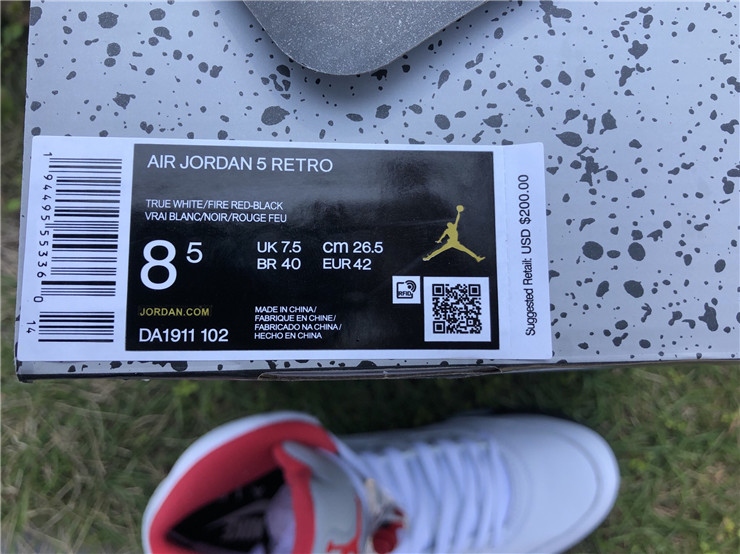 AIR JORDAN 5 RETRO
TRUE WHITE/FIRE RED-BLACK
VRAI BLANC/NOIR/ROUGE FEU
8 5
UK 7.5 cm 26.5
BR 40 EUR 42
JORDAN.COM
DA1911 102
MADE IN CHINA/
FABRIQUE EN CHINE/
FABRICADO NA CHINA/
HECHO EN CHINA
RFID
Suggested Retail: USD $200.00
1 94495 55336 0 14